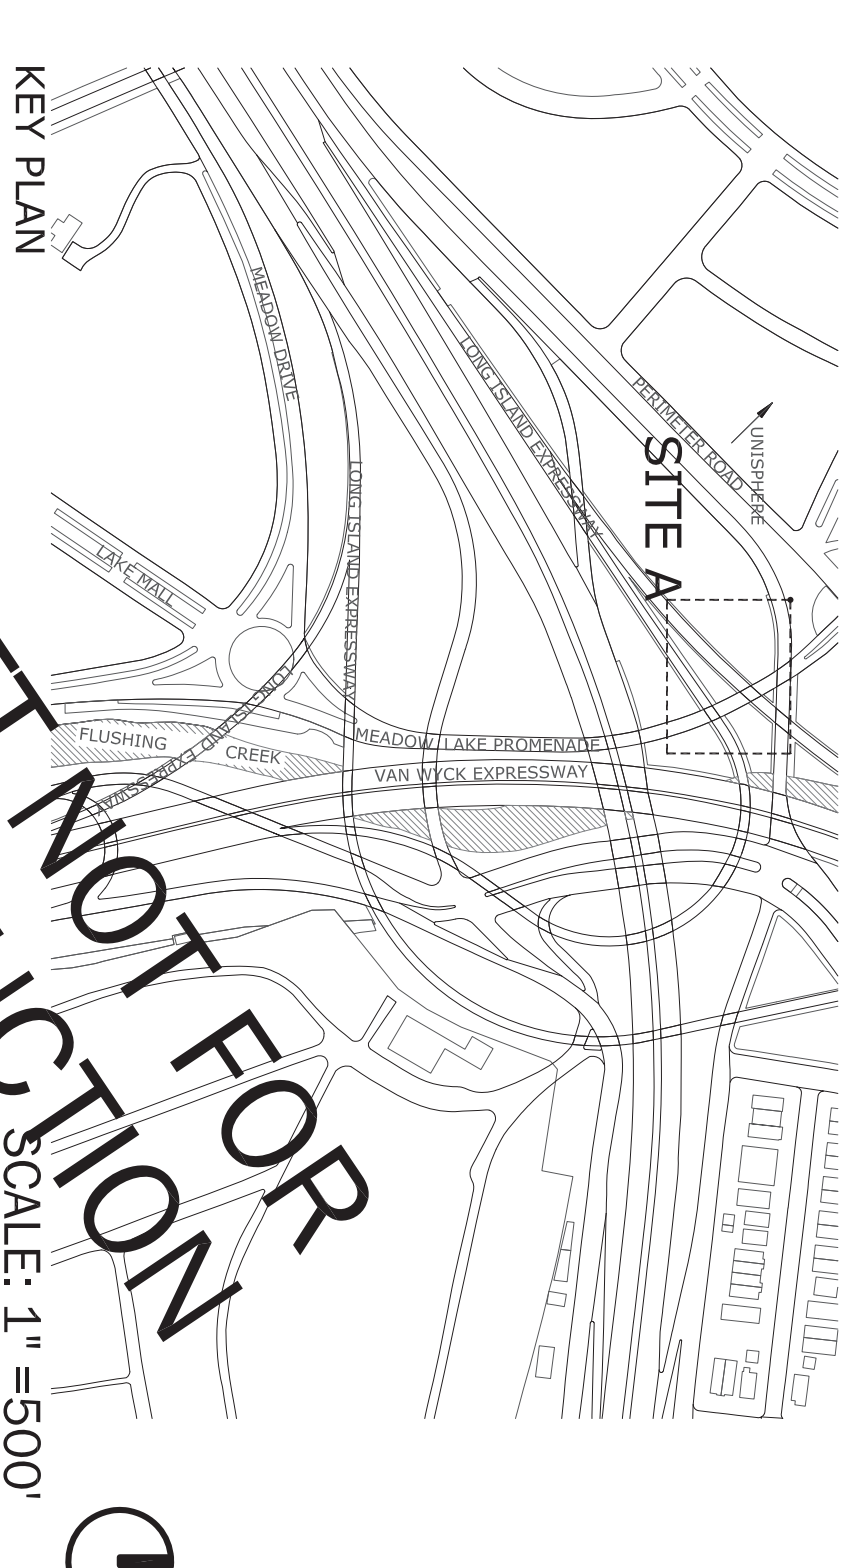 KEY PLAN
MEADOW DRIVE
LONG ISLAND EXPRESSWAY
PERIMETER ROAD
UNISPHERE
SITE A
LONG ISLAND EXPRESSWAY
LAKE MALL
LONG ISLAND EXPRESSWAY
FLUSHING
CREEK
MEADOW LAKE PROMENADE
VAN WYCK EXPRESSWAY
NOT FOR
CTION
SCALE: 1" =500'